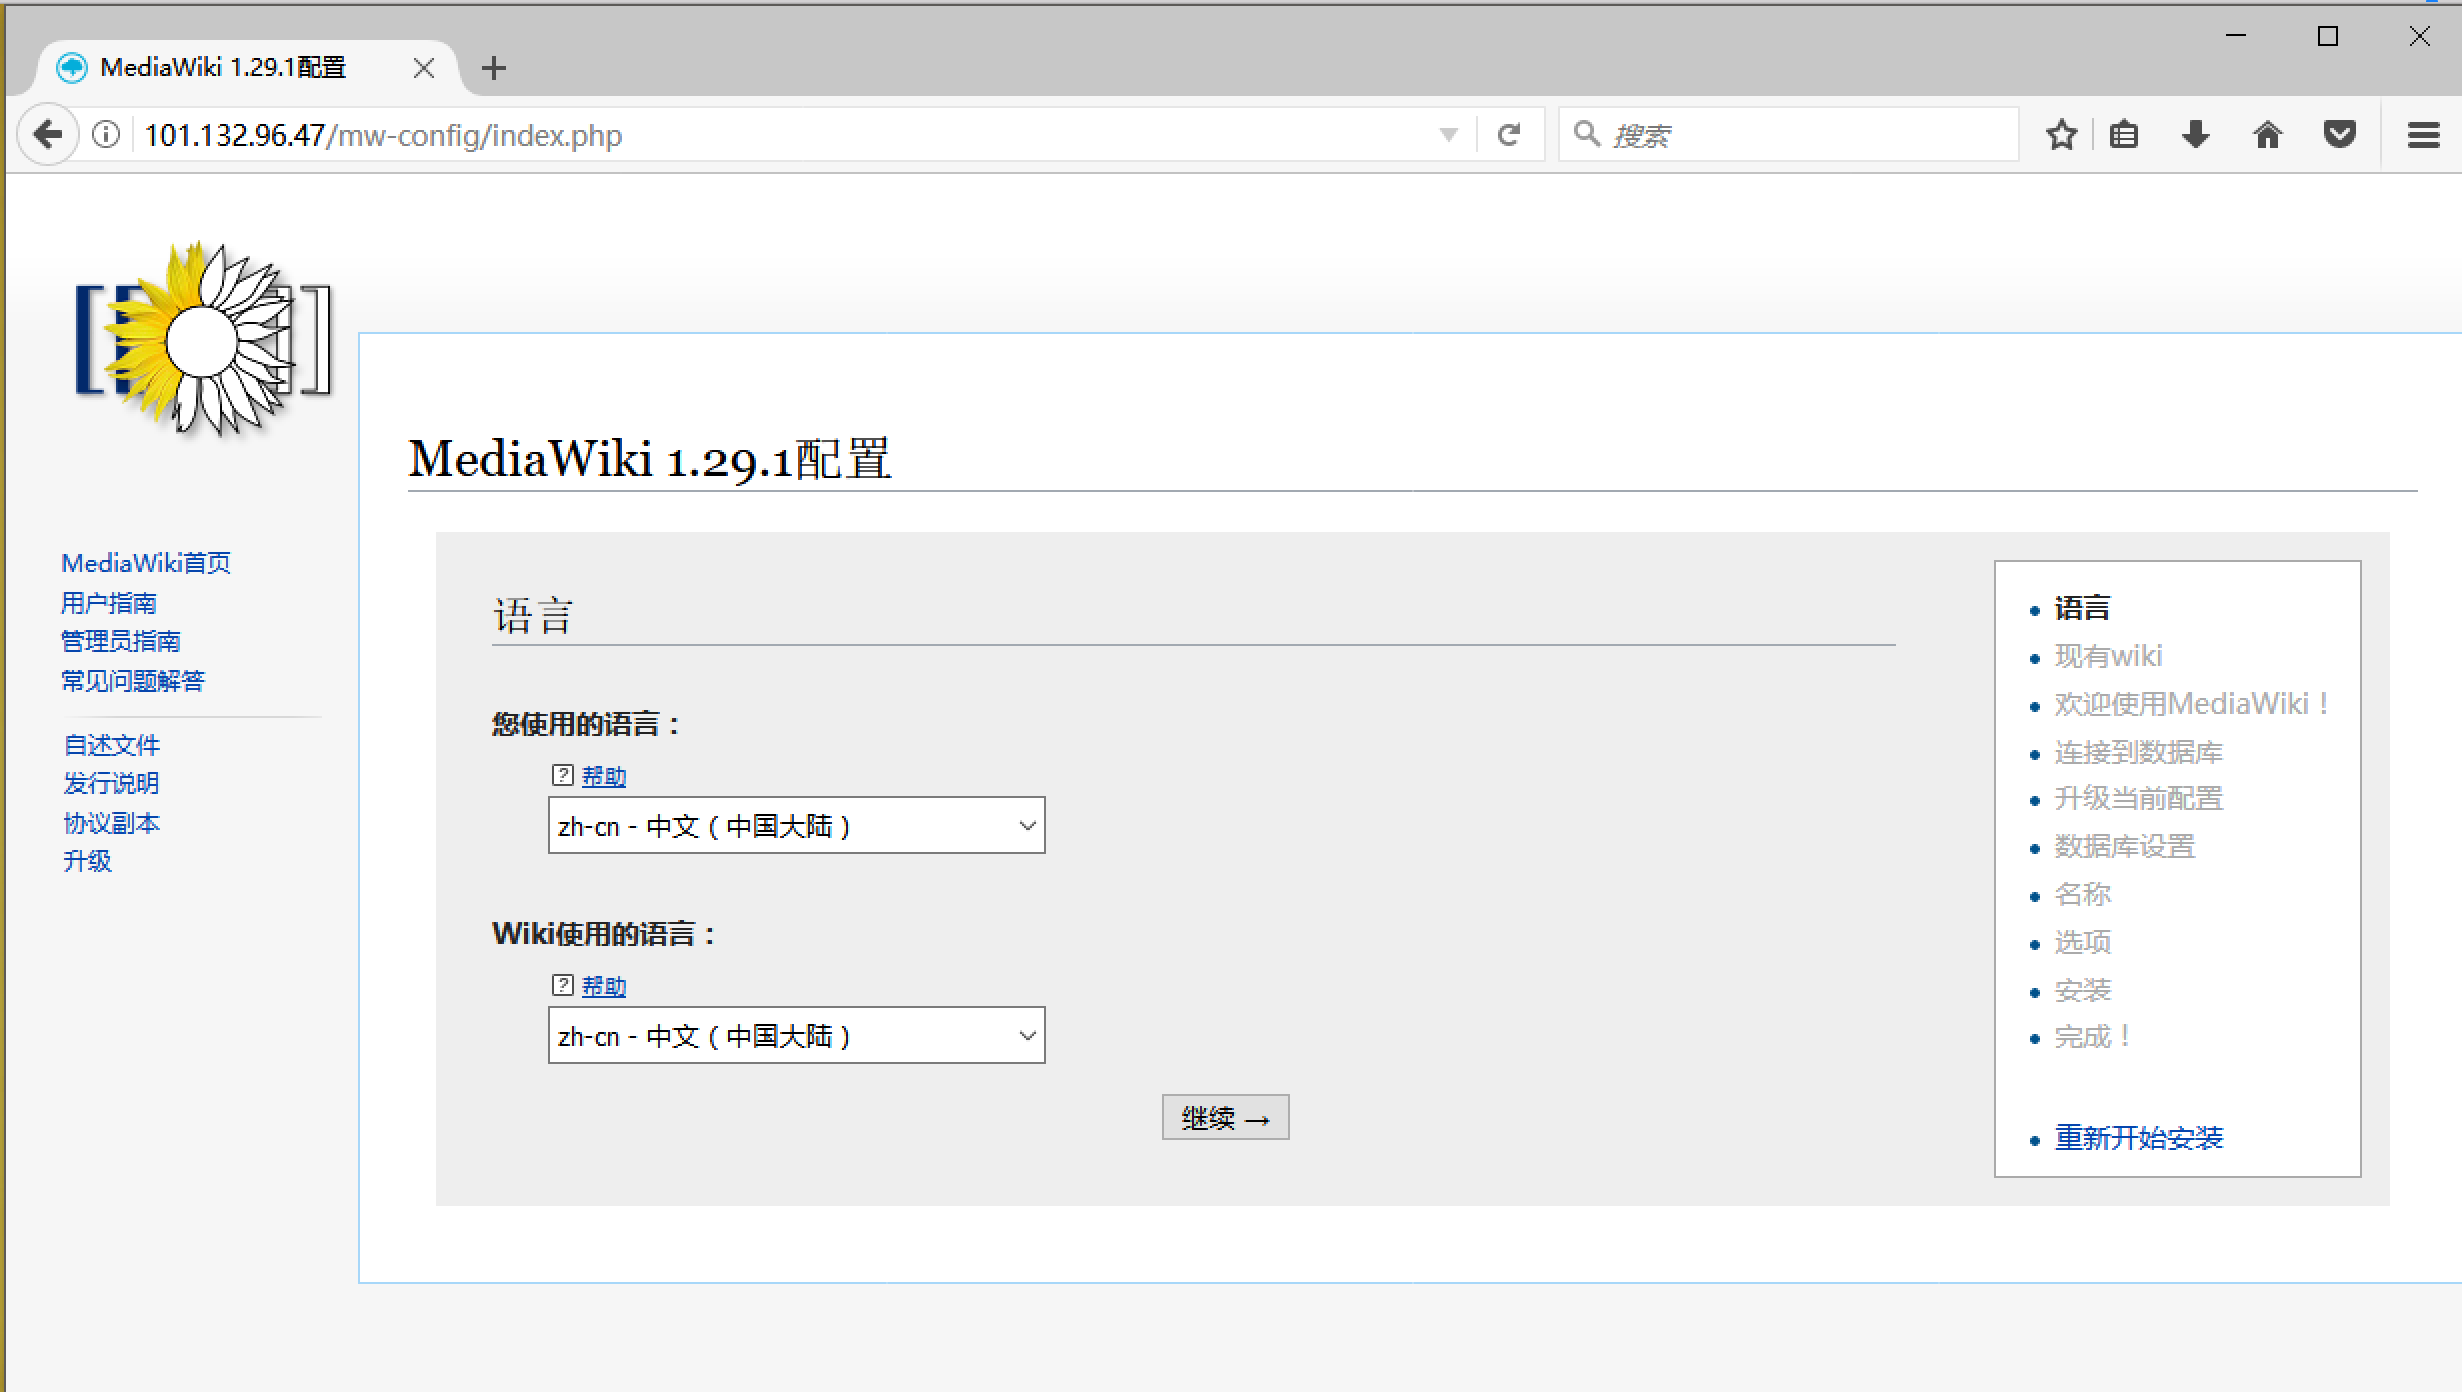 MediaWiki 1.29.1配置
101.132.96.47/mw-config/index.php
搜索
MediaWiki 1.29.1配置
MediaWiki首页
用户指南
管理员指南
常见问题解答
自述文件
发行说明
协议副本
升级
语言
您使用的语言：
? 帮助
zh-cn - 中文（中国大陆）
Wiki使用的语言：
? 帮助
zh-cn - 中文（中国大陆）
继续 →
语言
现有wiki
欢迎使用MediaWiki！
连接到数据库
升级当前配置
数据库设置
名称
选项
安装
完成！
重新开始安装